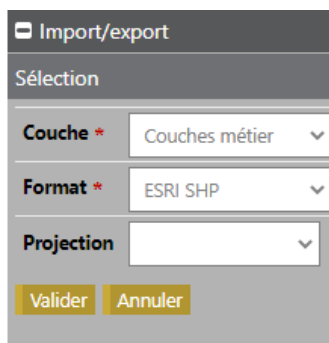 Import/export
Sélection
Couche * Couches métier
Format * ESRI SHP
Projection
Valider Annuler